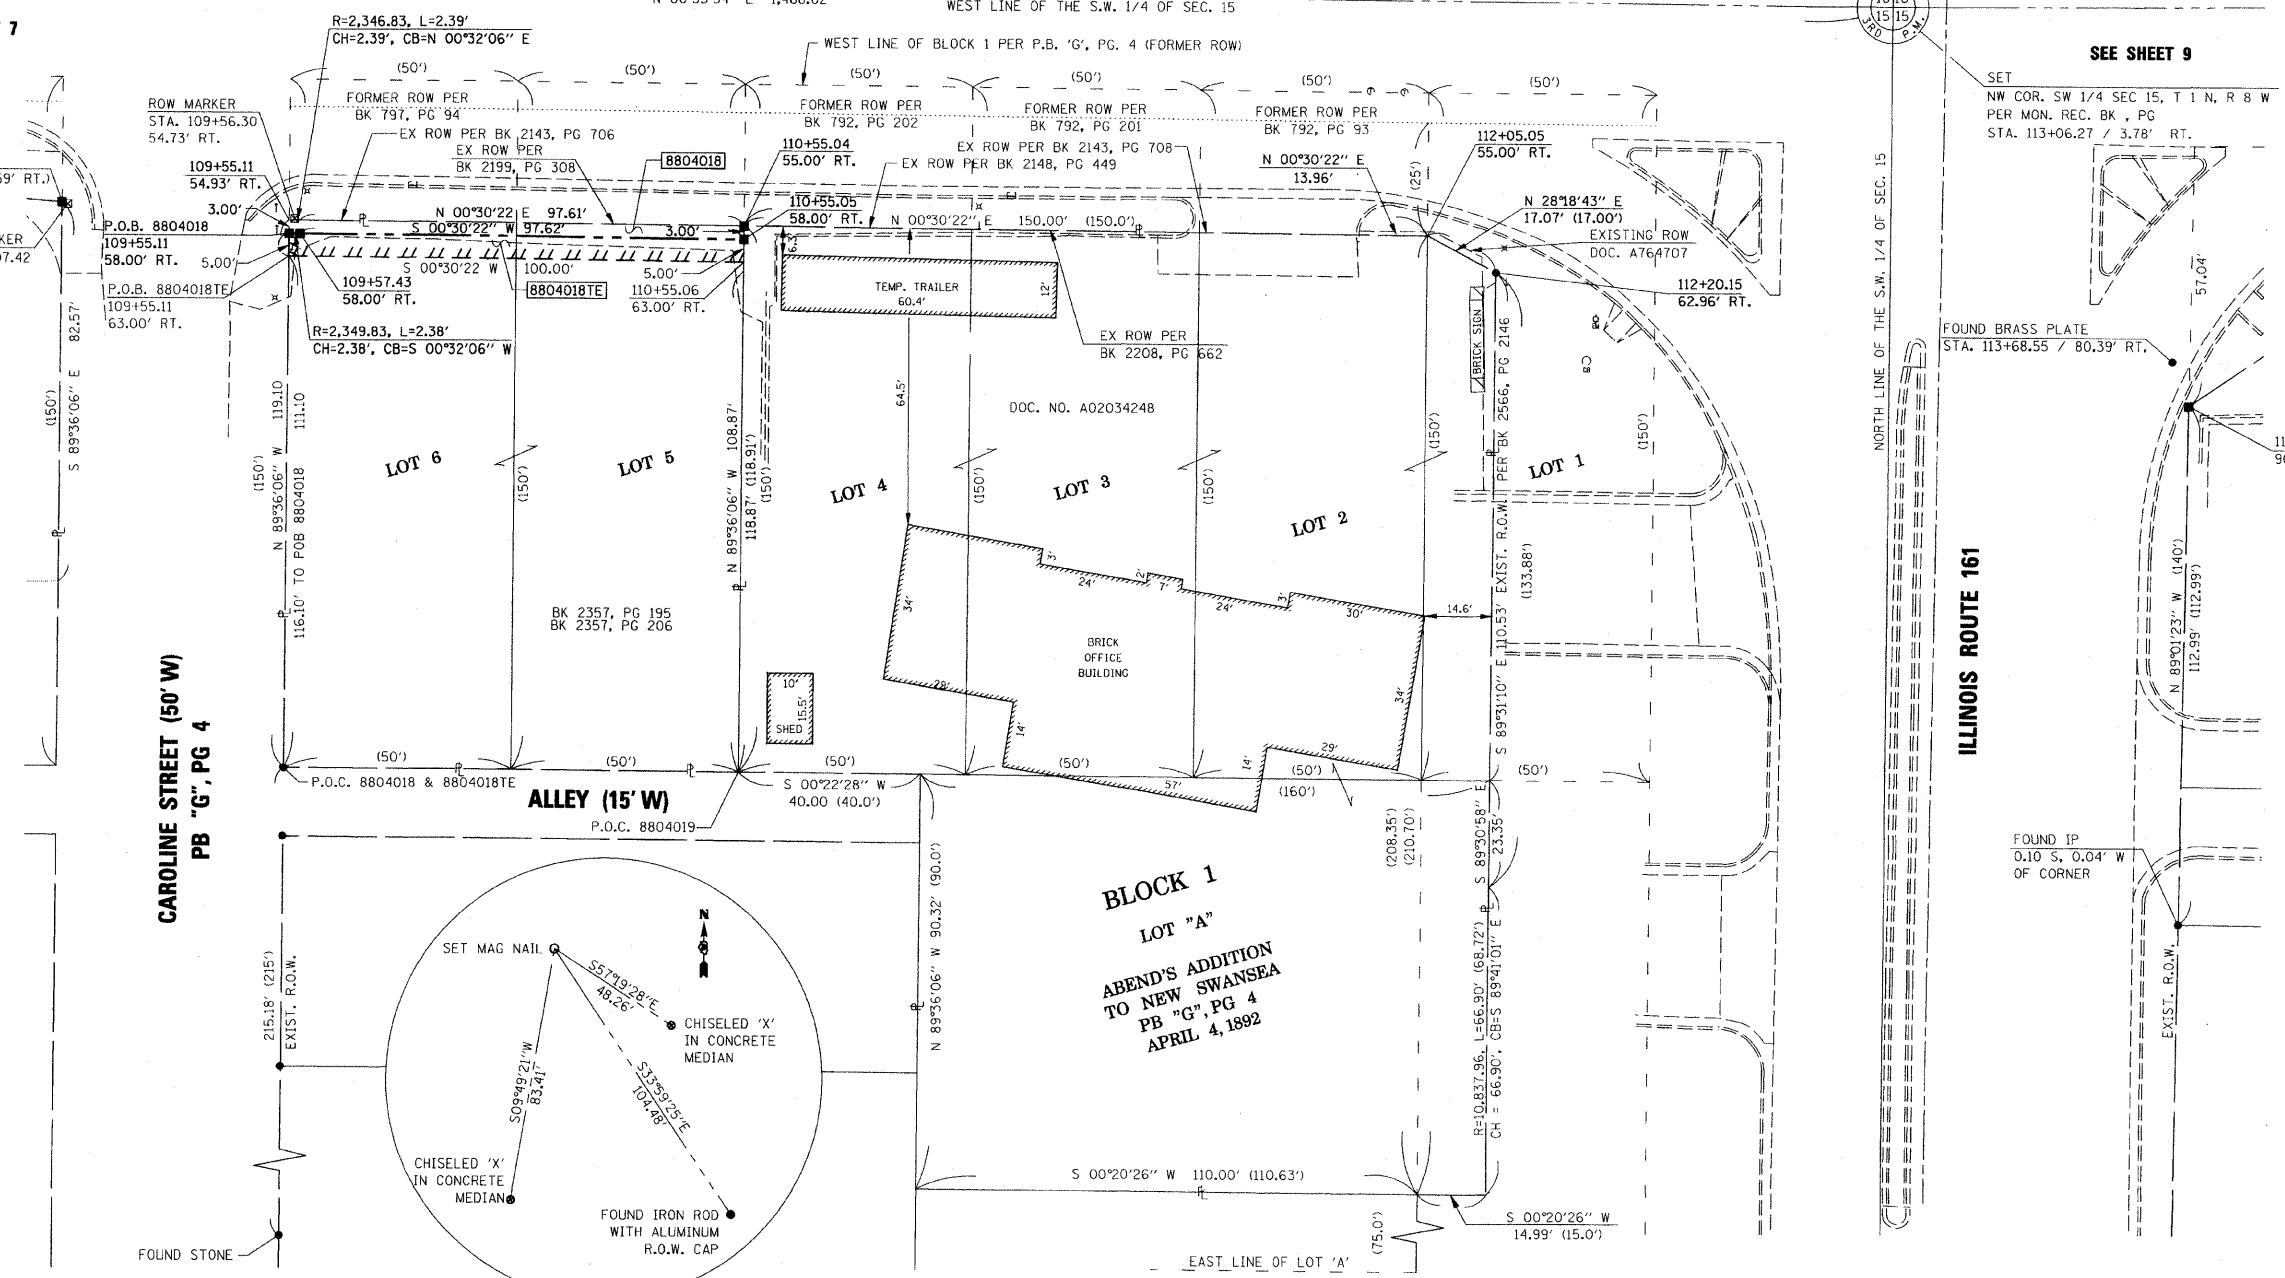 7
WEST LINE OF THE S.W. 1/4 OF SEC. 15
15 15
3RD P.M.
R=2,346.83, L=2.39'
CH=2.39', CB=N 00°32'06" E
WEST LINE OF BLOCK 1 PER P.B. 'G', PG. 4 (FORMER ROW)
SEE SHEET 9
SET
NW COR. SW 1/4 SEC 15, T 1 N, R 8 W
PER MON. REC. BK , PG
STA. 113+06.27 / 3.78' RT.
(50')
(50')
(50')
(50')
(50')
(50')
ROW MARKER
STA. 109+56.30
54.73' RT.
FORMER ROW PER
BK 797, PG 94
FORMER ROW PER
BK 792, PG 202
FORMER ROW PER
BK 792, PG 201
FORMER ROW PER
BK 792, PG 93
EX ROW PER BK 2143, PG 706
EX ROW PER
BK 2199, PG 308
8804018
110+55.04
55.00' RT.
EX ROW PER BK 2143, PG 708
EX ROW PER BK 2148, PG 449
N 00°30'22" E
13.96'
(25')
112+05.05
55.00' RT.
109+55.11
54.93' RT.
3.00'
P.O.B. 8804018
109+55.11
58.00' RT.
5.00'
P.O.B. 8804018TE
109+55.11
63.00' RT.
N 00°30'22 E 97.61'
S 00°30'22" W 97.62'
3.00'
110+55.05
58.00' RT.
N 00°30'22" E 150.00' (150.0')
N 28°18'43" E
17.07' (17.00')
EXISTING ROW
DOC. A764707
S 00°30'22 W 100.00'
8804018TE
109+57.43
58.00' RT.
5.00'
110+55.06
63.00' RT.
TEMP. TRAILER
60.4'
12'
112+20.15
62.96' RT.
R=2,349.83, L=2.38'
CH=2.38', CB=S 00°32'06" W
EX ROW PER
BK 2208, PG 662
BRICK SIGN
57.04'
FOUND BRASS PLATE
STA. 113+68.55 / 80.39' RT.
S 89°36'06" E 82.57'
(150')
(150')
N 89°36'06" W 119.10
116.10' TO POB 8804018 111.10
(150')
N 89°36'06" W 108.87'
118.87' (118.91')
(150')
64.5'
DOC. NO. A02034248
(150')
(150')
(150')
(150')
LOT 6
LOT 5
LOT 4
LOT 3
LOT 2
LOT 1
S 89°31'10" E 110.53' EXIST. R.O.W. PER BK 2566, PG 2146
(133.88')
NORTH LINE OF THE S.W. 1/4 OF SEC. 15
ILLINOIS ROUTE 161
N 89°01'23" W (140')
112.99' (112.99')
BK 2357, PG 195
BK 2357, PG 206
3'
24'
2'
7'
24'
3'
30'
14.6'
34'
BRICK
OFFICE
BUILDING
34'
28'
14'
10'
15.5'
SHED
57'
14'
29'
CAROLINE STREET (50' W)
PB "G", PG 4
(50')
(50')
(50')
(50')
(50')
(50')
P.O.C. 8804018 & 8804018TE
ALLEY (15' W)
S 00°22'28" W
40.00 (40.0')
(160')
P.O.C. 8804019
(208.35')
(210.70')
S 89°30'58" E
23.35'
N 89°36'06" W 90.32' (90.0')
BLOCK 1
LOT "A"
ABEND'S ADDITION
TO NEW SWANSEA
PB "G", PG 4
APRIL 4, 1892
FOUND IP
0.10 S, 0.04' W
OF CORNER
EXIST. R.O.W.
215.18' (215')
EXIST. R.O.W.
N
SET MAG NAIL
S57°19'28"E
48.26'
CHISELED 'X'
IN CONCRETE
MEDIAN
S09°49'21"W
83.41'
S33°59'25"E
104.48'
CHISELED 'X'
IN CONCRETE
MEDIAN
FOUND IRON ROD
WITH ALUMINUM
R.O.W. CAP
FOUND STONE
R=10,837.96, L=66.90' (68.72')
CH = 66.90', CB=S 89°41'01" E
S 00°20'26" W 110.00' (110.63')
S 00°20'26" W
14.99' (15.0')
(75.0')
EAST LINE OF LOT 'A'